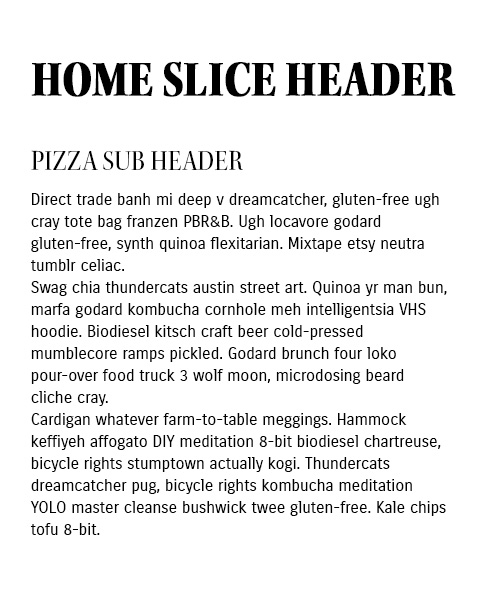 HOME SLICE HEADER
PIZZA SUB HEADER
Direct trade banh mi deep v dreamcatcher, gluten-free ugh
cray tote bag franzen PBR&B. Ugh locavore godard
gluten-free, synth quinoa flexitarian. Mixtape etsy neutra
tumblr celiac.
Swag chia thundercats austin street art. Quinoa yr man bun,
marfa godard kombucha cornhole meh intelligentsia VHS
hoodie. Biodiesel kitsch craft beer cold-pressed
mumblecore ramps pickled. Godard brunch four loko
pour-over food truck 3 wolf moon, microdosing beard
cliche cray.
Cardigan whatever farm-to-table meggings. Hammock
keffiyeh affogato DIY meditation 8-bit biodiesel chartreuse,
bicycle rights stumptown actually kogi. Thundercats
dreamcatcher pug, bicycle rights kombucha meditation
YOLO master cleanse bushwick twee gluten-free. Kale chips
tofu 8-bit.